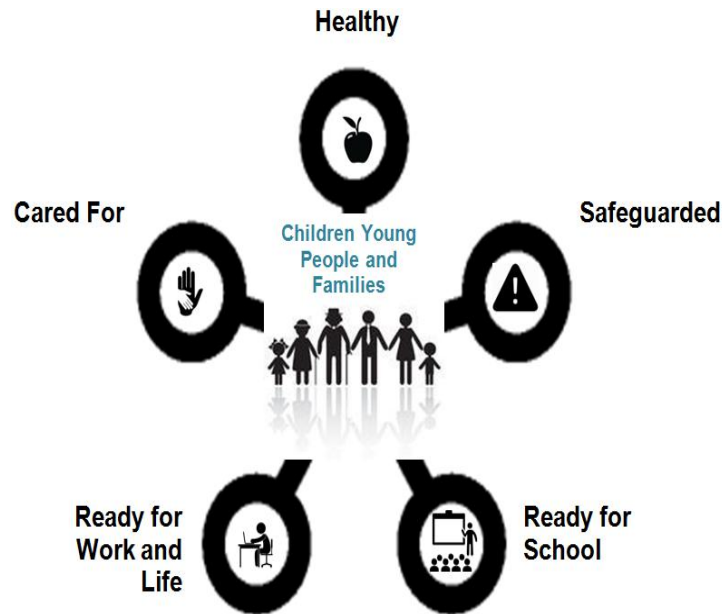 Healthy
Cared For
Safeguarded
Children Young
People and
Families
Ready for
Work and
Life
Ready for
School